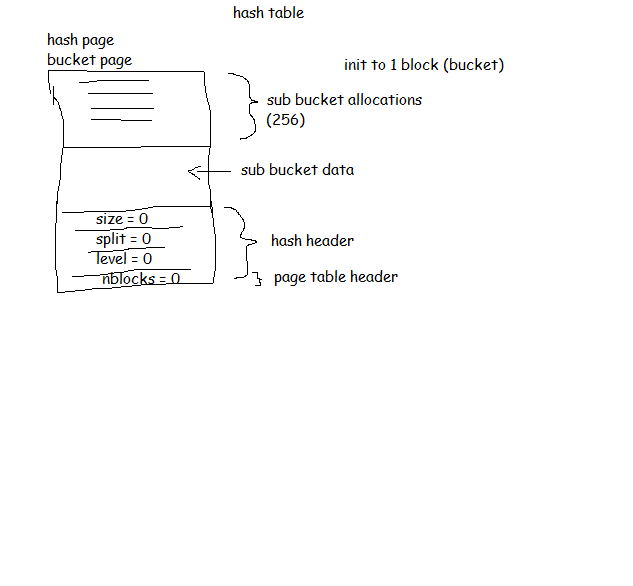 hash table
hash page
bucket page
init to 1 block (bucket)
sub bucket allocations
(256)
sub bucket data
size = 0
split = 0
level = 0
nblocks = 0
hash header
page table header